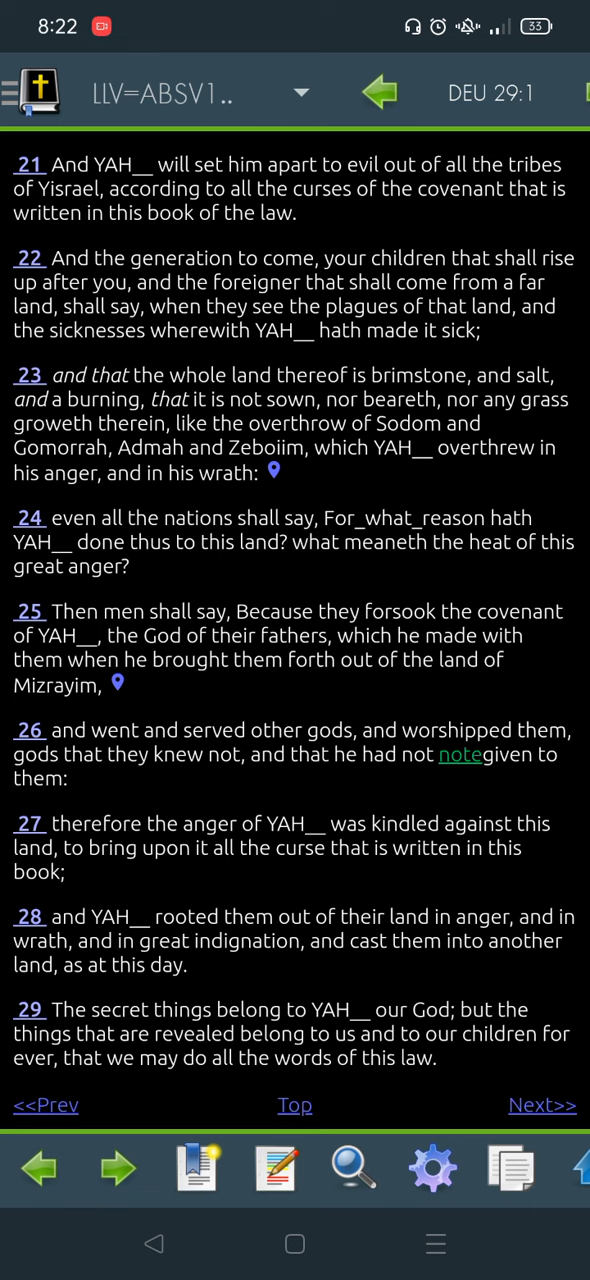 8:22
33
LLV=ABSV1..
DEU 29:1
21 And YAH__ will set him apart to evil out of all the tribes
of Yisrael, according to all the curses of the covenant that is
written in this book of the law.
22 And the generation to come, your children that shall rise
up after you, and the foreigner that shall come from a far
land, shall say, when they see the plagues of that land, and
the sicknesses wherewith YAH__ hath made it sick;
23 and that the whole land thereof is brimstone, and salt,
and a burning, that it is not sown, nor beareth, nor any grass
groweth therein, like the overthrow of Sodom and
Gomorrah, Admah and Zeboiim, which YAH__ overthrew in
his anger, and in his wrath:
24 even all the nations shall say, For_what_reason hath
YAH__ done thus to this land? what meaneth the heat of this
great anger?
25 Then men shall say, Because they forsook the covenant
of YAH__, the God of their fathers, which he made with
them when he brought them forth out of the land of
Mizrayim,
26 and went and served other gods, and worshipped them,
gods that they knew not, and that he had not notegiven to
them:
27 therefore the anger of YAH__ was kindled against this
land, to bring upon it all the curse that is written in this
book;
28 and YAH__ rooted them out of their land in anger, and in
wrath, and in great indignation, and cast them into another
land, as at this day.
29 The secret things belong to YAH__ our God; but the
things that are revealed belong to us and to our children for
ever, that we may do all the words of this law.
<<Prev Top Next>>